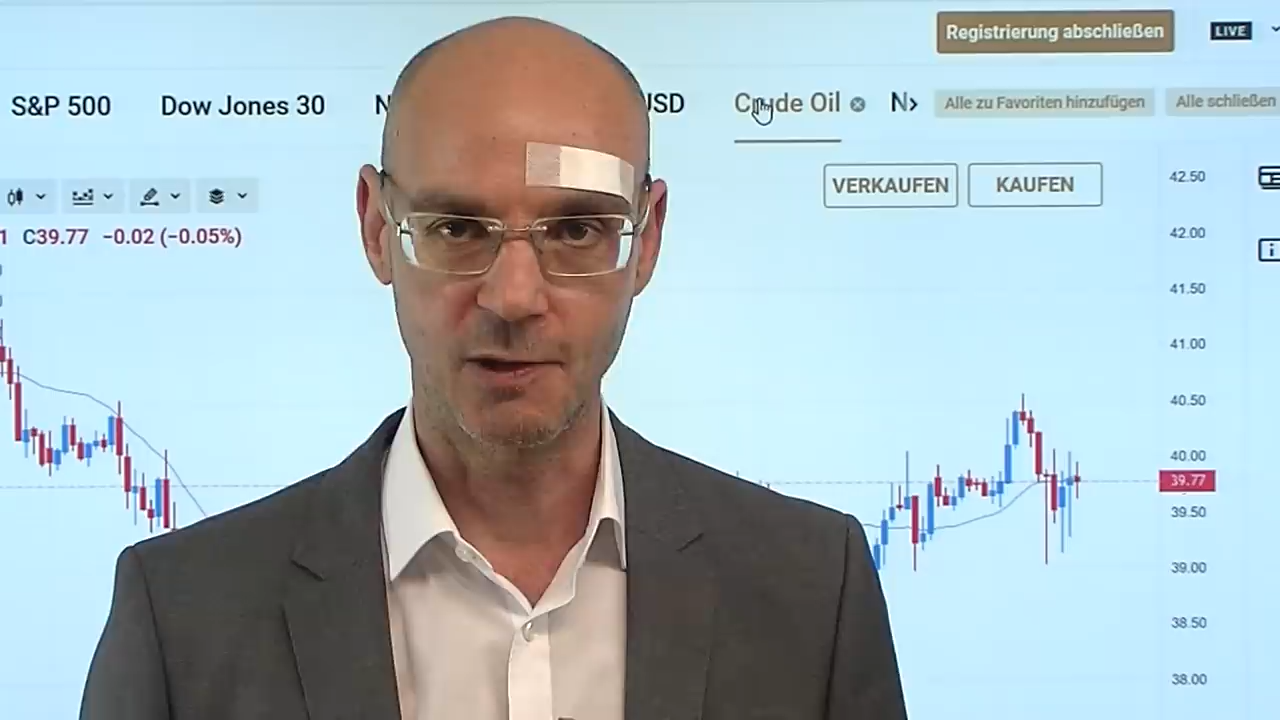 Registrierung abschließen
LIVE
S&P 500 Dow Jones 30 N JSD Crude Oil N Alle zu Favoriten hinzufügen Alle schließen
VERKAUFEN KAUFEN
1 C39.77 −0.02 (−0.05%)
42.50
42.00
41.50
41.00
40.50
40.00
39.77
39.50
39.00
38.50
38.00